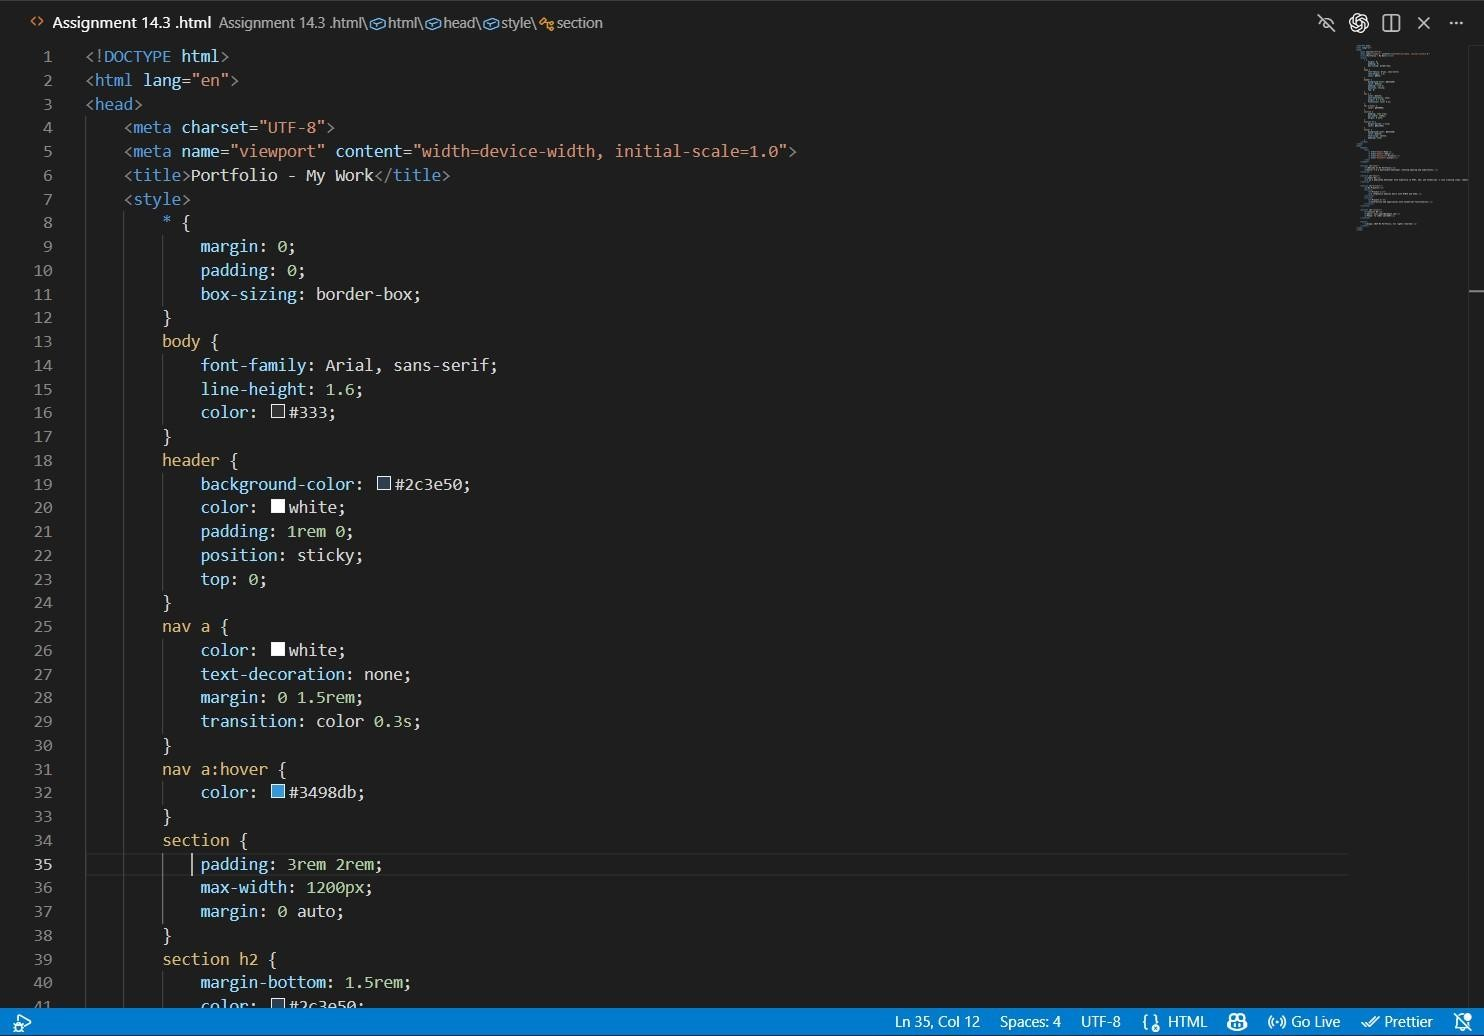 Assignment 14.3 .html Assignment 14.3 .html\html\head\style\section
1 <!DOCTYPE html>
2 <html lang="en">
3 <head>
4 <meta charset="UTF-8">
5 <meta name="viewport" content="width=device-width, initial-scale=1.0">
6 <title>Portfolio - My Work</title>
7 <style>
8 * {
9 margin: 0;
10 padding: 0;
11 box-sizing: border-box;
12 }
13 body {
14 font-family: Arial, sans-serif;
15 line-height: 1.6;
16 color: #333;
17 }
18 header {
19 background-color: #2c3e50;
20 color: white;
21 padding: 1rem 0;
22 position: sticky;
23 top: 0;
24 }
25 nav a {
26 color: white;
27 text-decoration: none;
28 margin: 0 1.5rem;
29 transition: color 0.3s;
30 }
31 nav a:hover {
32 color: #3498db;
33 }
34 section {
35 padding: 3rem 2rem;
36 max-width: 1200px;
37 margin: 0 auto;
38 }
39 section h2 {
40 margin-bottom: 1.5rem;
41 color: #2c3e50;
Ln 35, Col 12 Spaces: 4 UTF-8 {} HTML Go Live Prettier